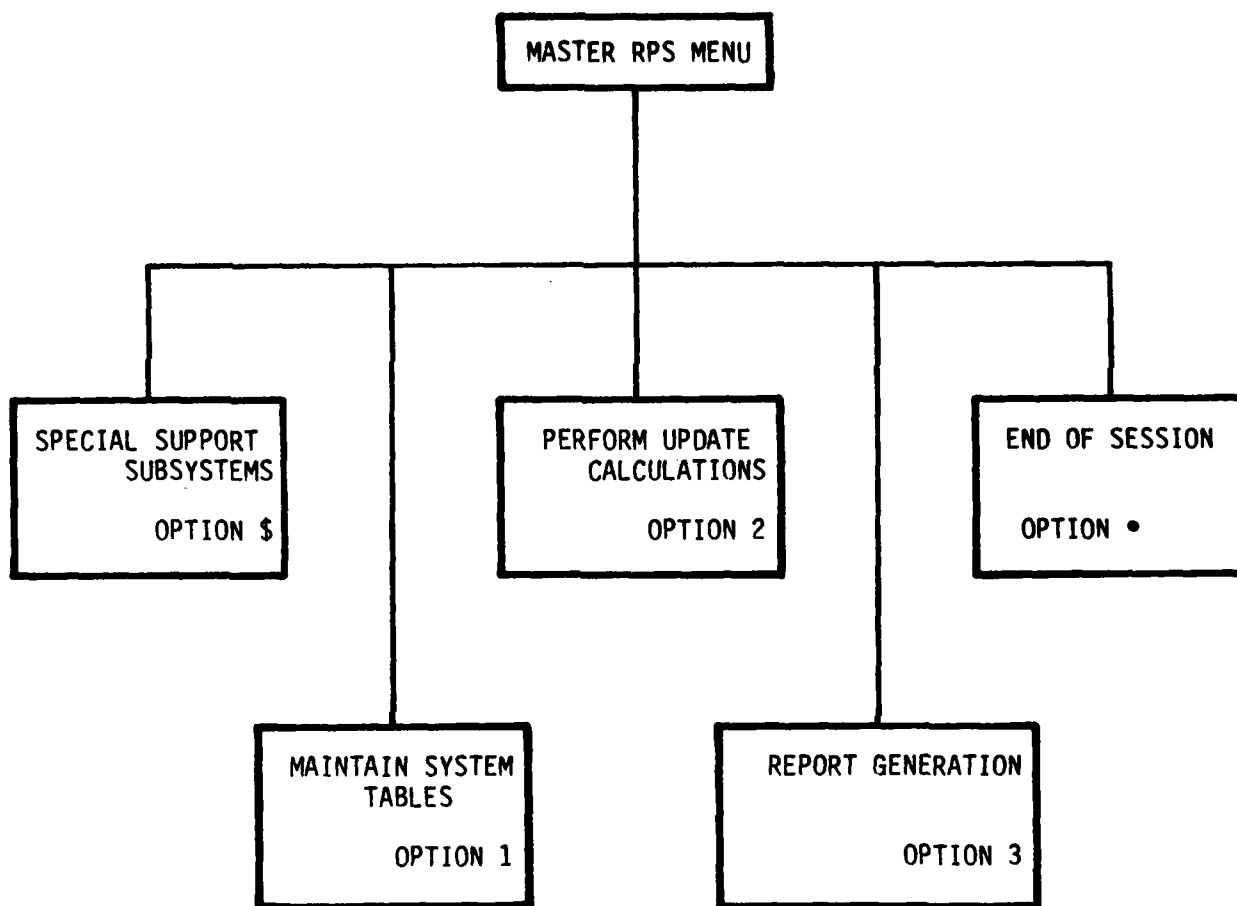 MASTER RPS MENU
SPECIAL SUPPORT
SUBSYSTEMS
OPTION $
PERFORM UPDATE
CALCULATIONS
OPTION 2
END OF SESSION
OPTION •
MAINTAIN SYSTEM
TABLES
OPTION 1
REPORT GENERATION
OPTION 3